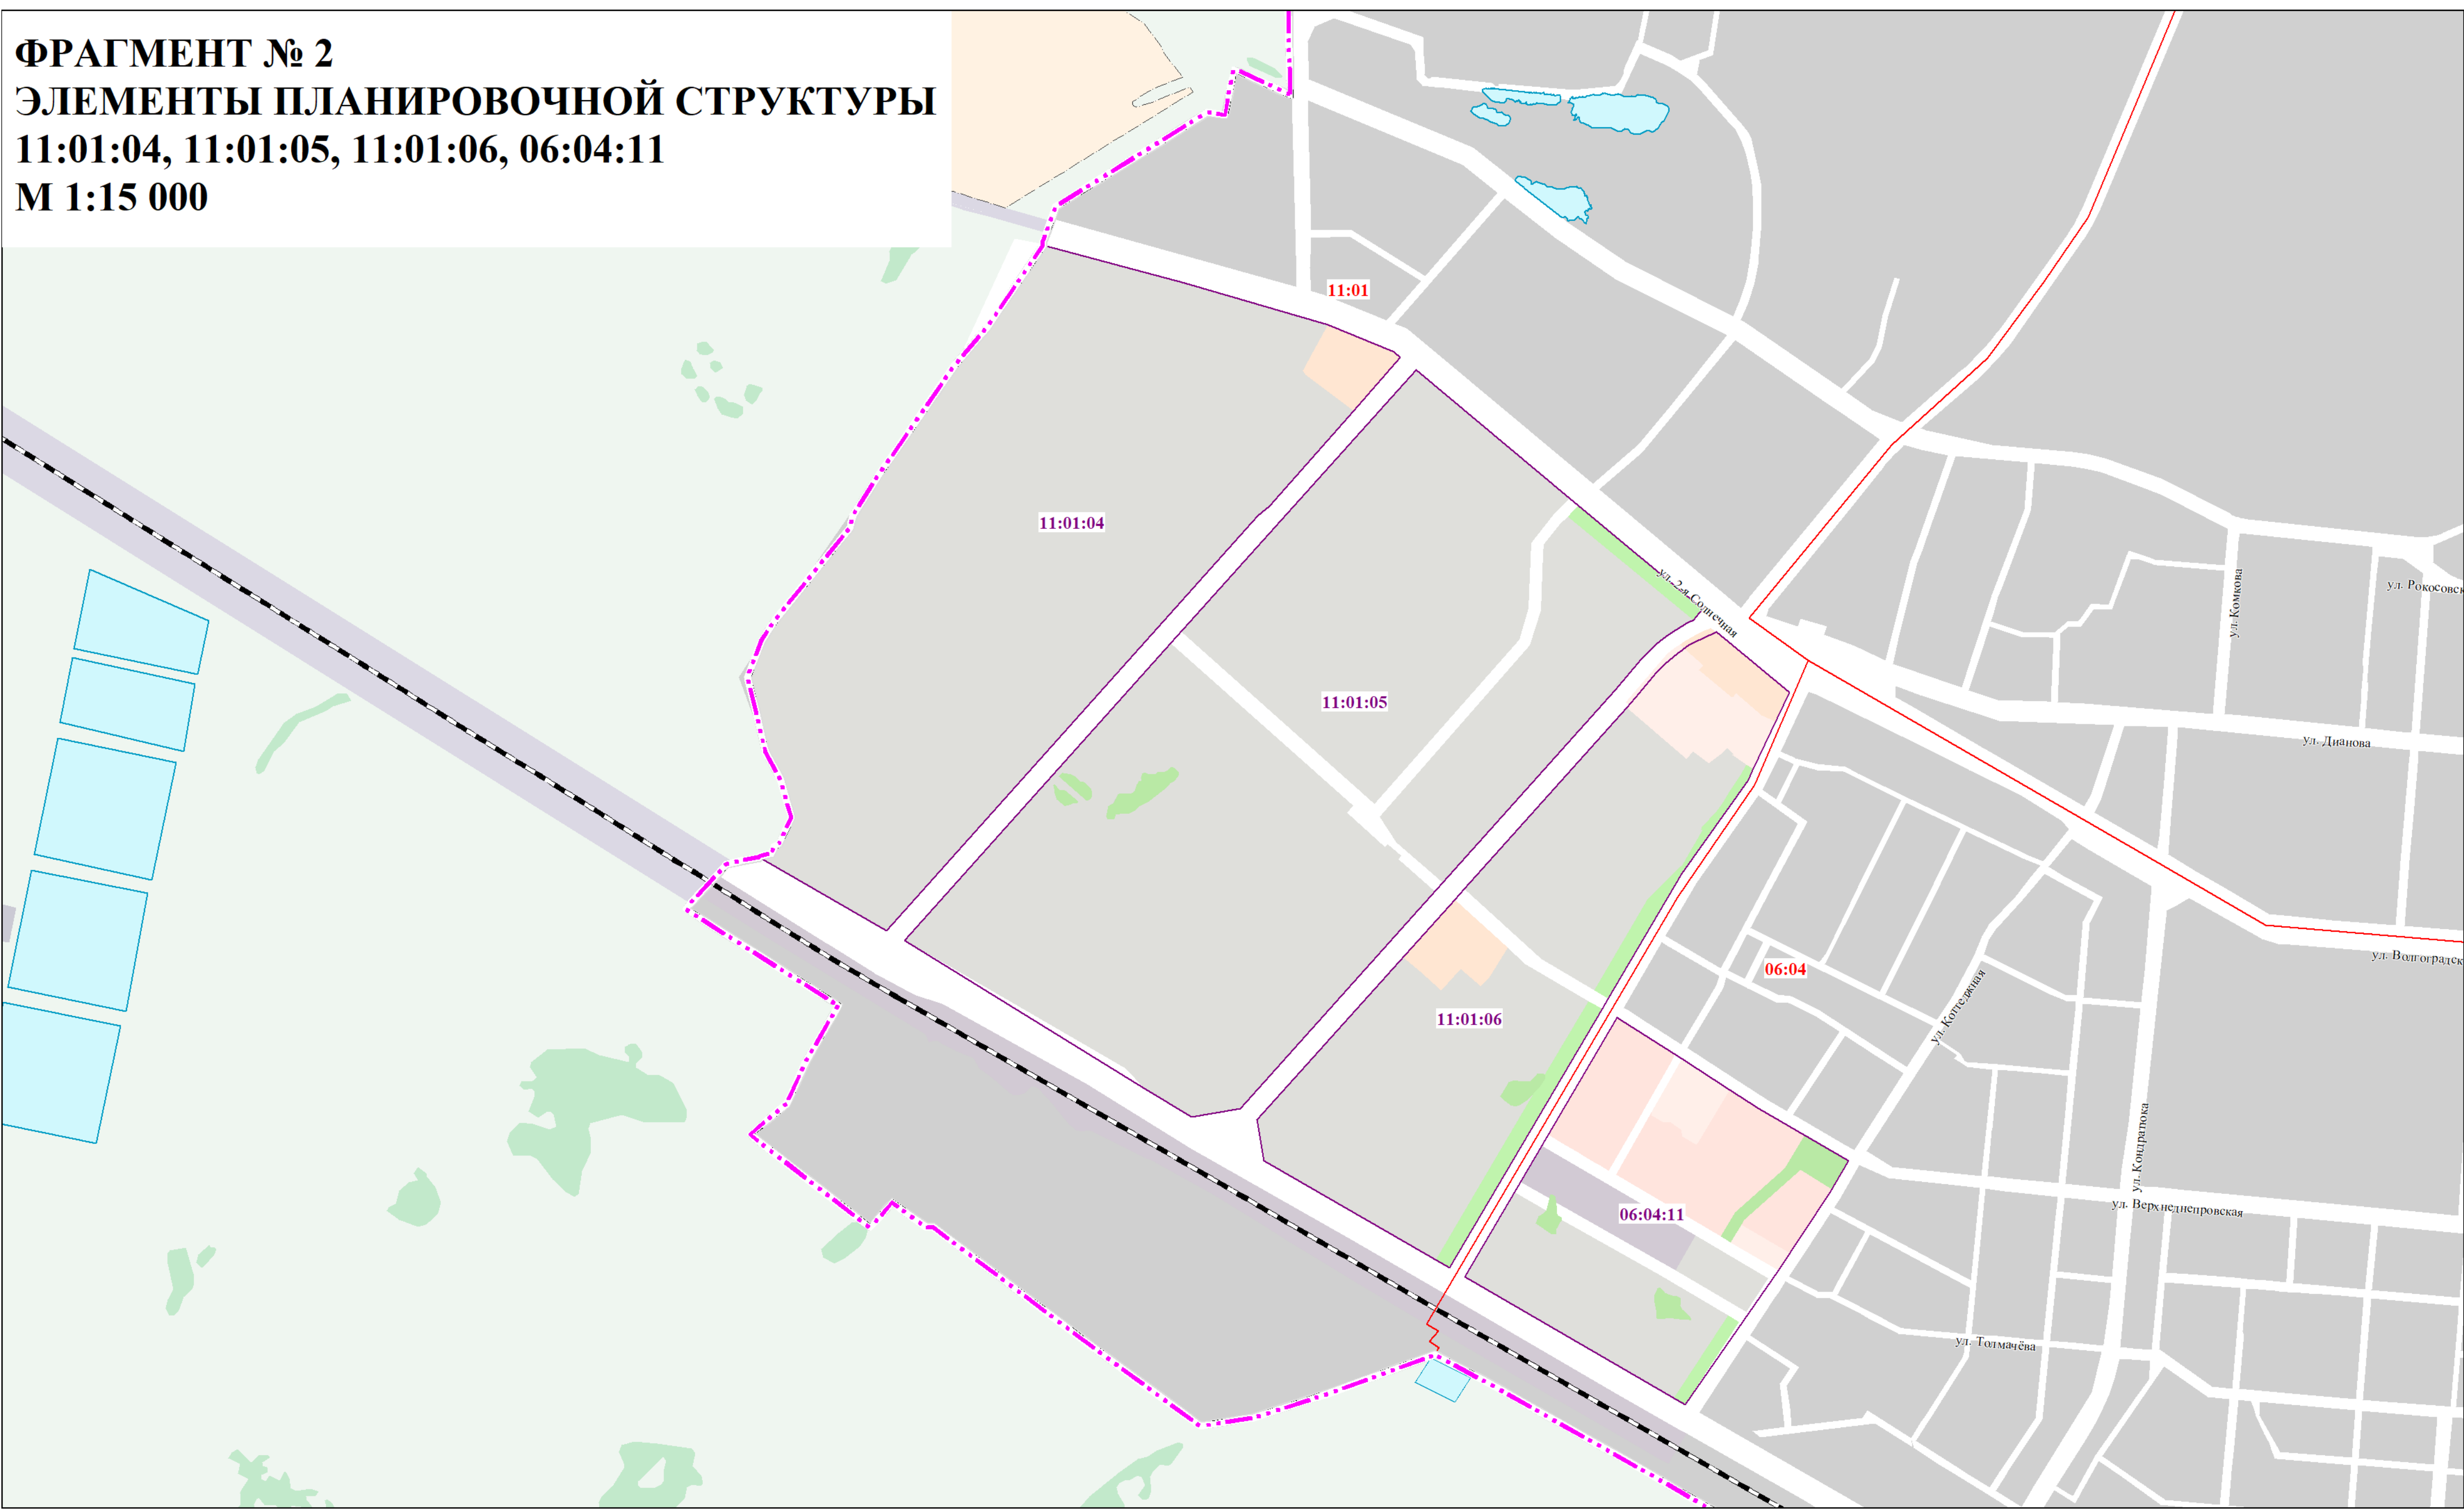 ФРАГМЕНТ № 2
ЭЛЕМЕНТЫ ПЛАНИРОВОЧНОЙ СТРУКТУРЫ
11:01:04, 11:01:05, 11:01:06, 06:04:11
М 1:15 000
11:01
11:01:04
ул. 2-я Солнечная
ул. Комкова
ул. Рокосовск
11:01:05
ул. Дианова
ул. Волгоградск
06:04
ул. Коттеджная
11:01:06
ул. Кондратюка
ул. Верхнеднепровская
06:04:11
ул. Толмачёва